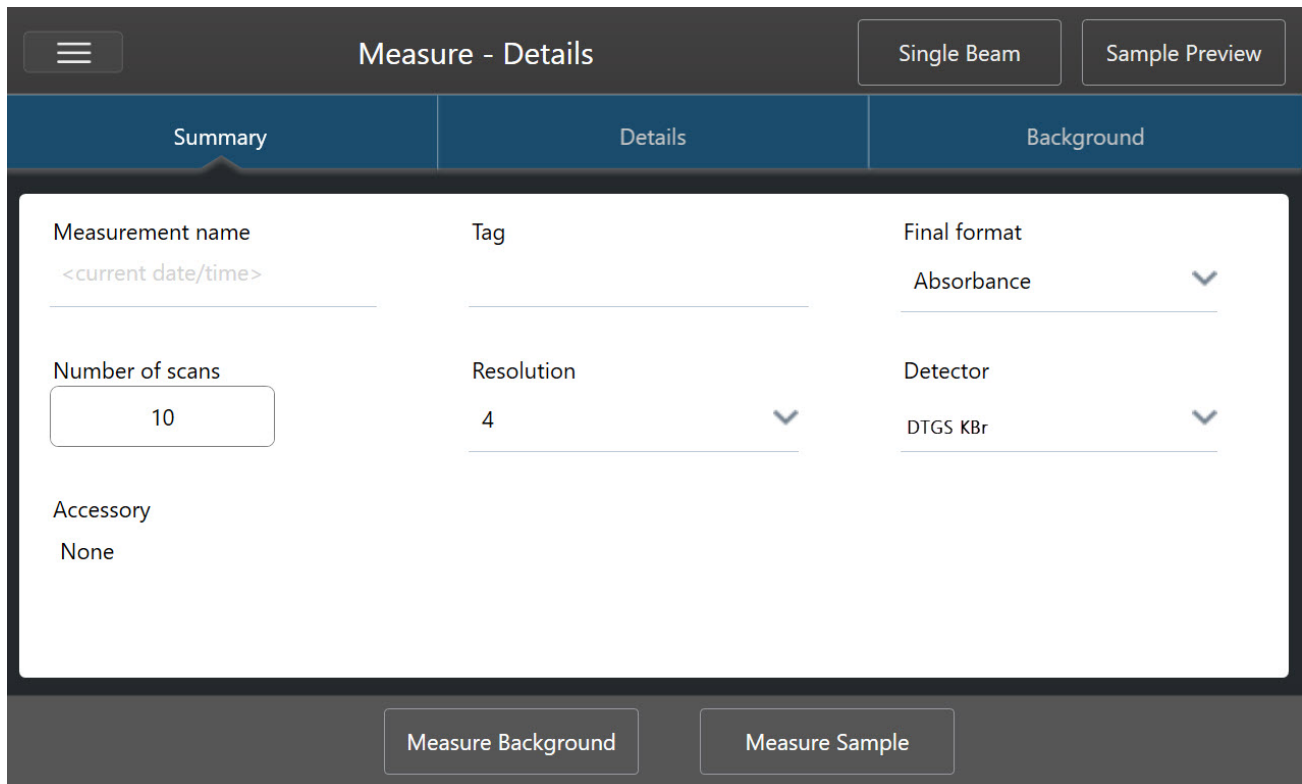 Measure - Details
Single Beam
Sample Preview
Summary
Details
Background
Measurement name
<current date/time>
Tag
Final format
Absorbance
Number of scans
10
Resolution
4
Detector
DTGS KBr
Accessory
None
Measure Background
Measure Sample